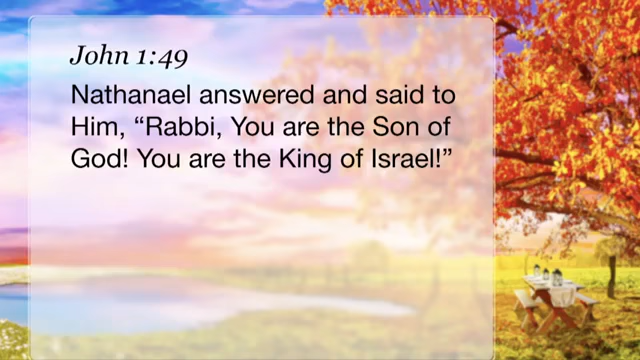 John 1:49
Nathanael answered and said to
Him, “Rabbi, You are the Son of
God! You are the King of Israel!”